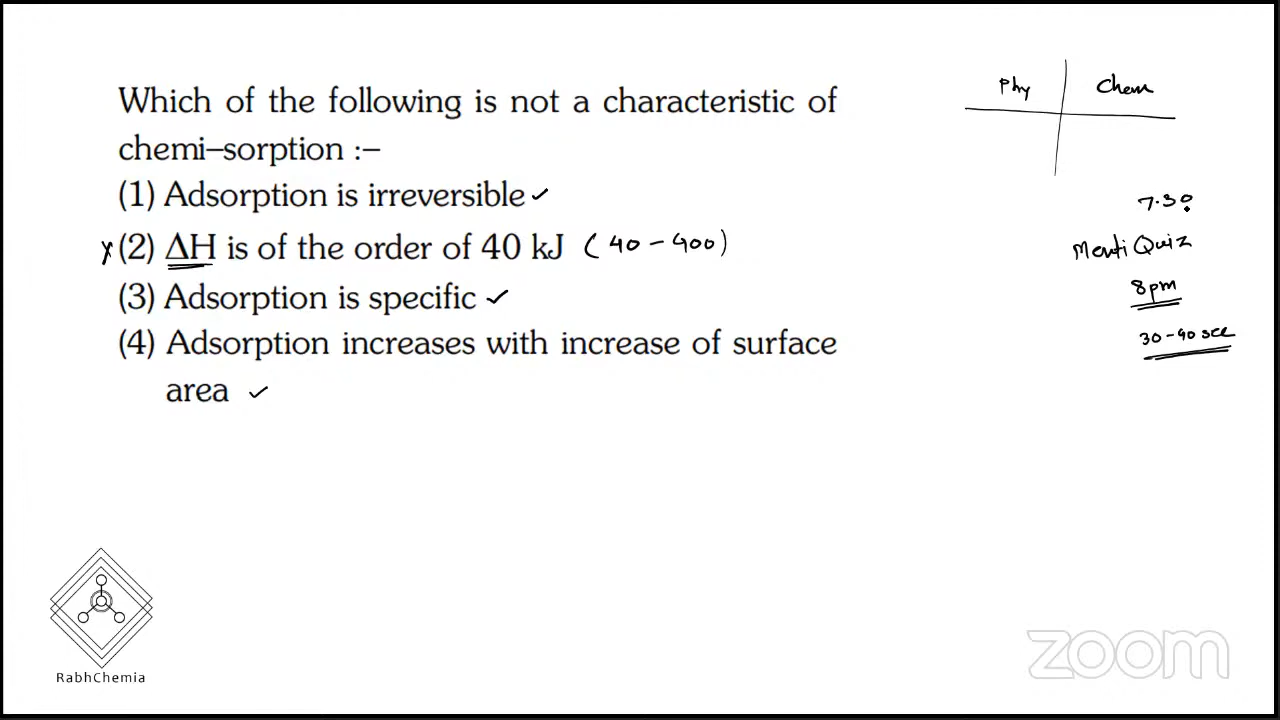 Which of the following is not a characteristic of
chemi–sorption :–
(1) Adsorption is irreversible ✓
x (2) ΔH is of the order of 40 kJ (40 – 400)
(3) Adsorption is specific ✓
(4) Adsorption increases with increase of surface
area ✓
Phy Chem
7.30
Menti Quiz
8pm
30 – 40 sec
RabhChemia
zoom